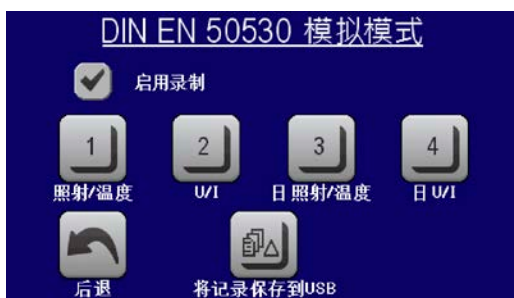 DIN EN 50530 模拟模式
启用录制
1 2 3 4
照射/温度 U/I 日 照射/温度 日 U/I
后退 将记录保存到USB